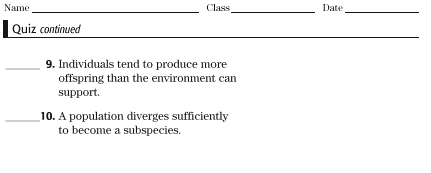 Name Class Date
Quiz continued
9. Individuals tend to produce more
offspring than the environment can
support.
10. A population diverges sufficiently
to become a subspecies.